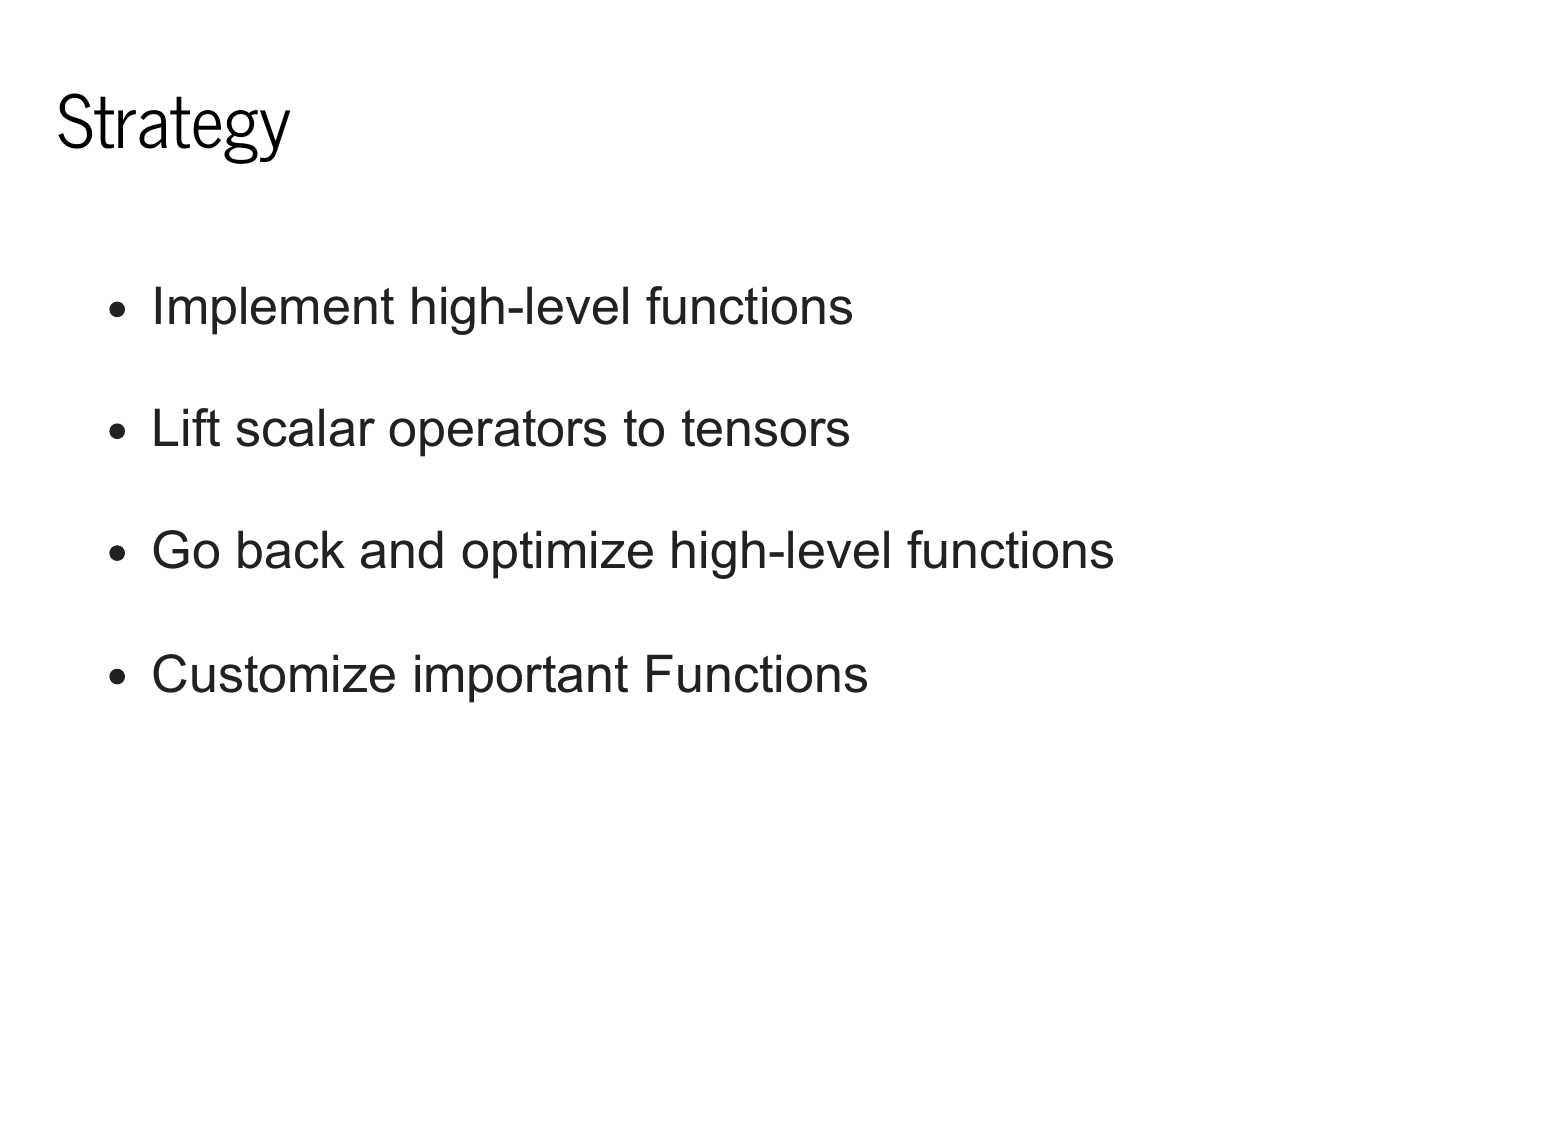 Strategy
• Implement high-level functions
• Lift scalar operators to tensors
• Go back and optimize high-level functions
• Customize important Functions